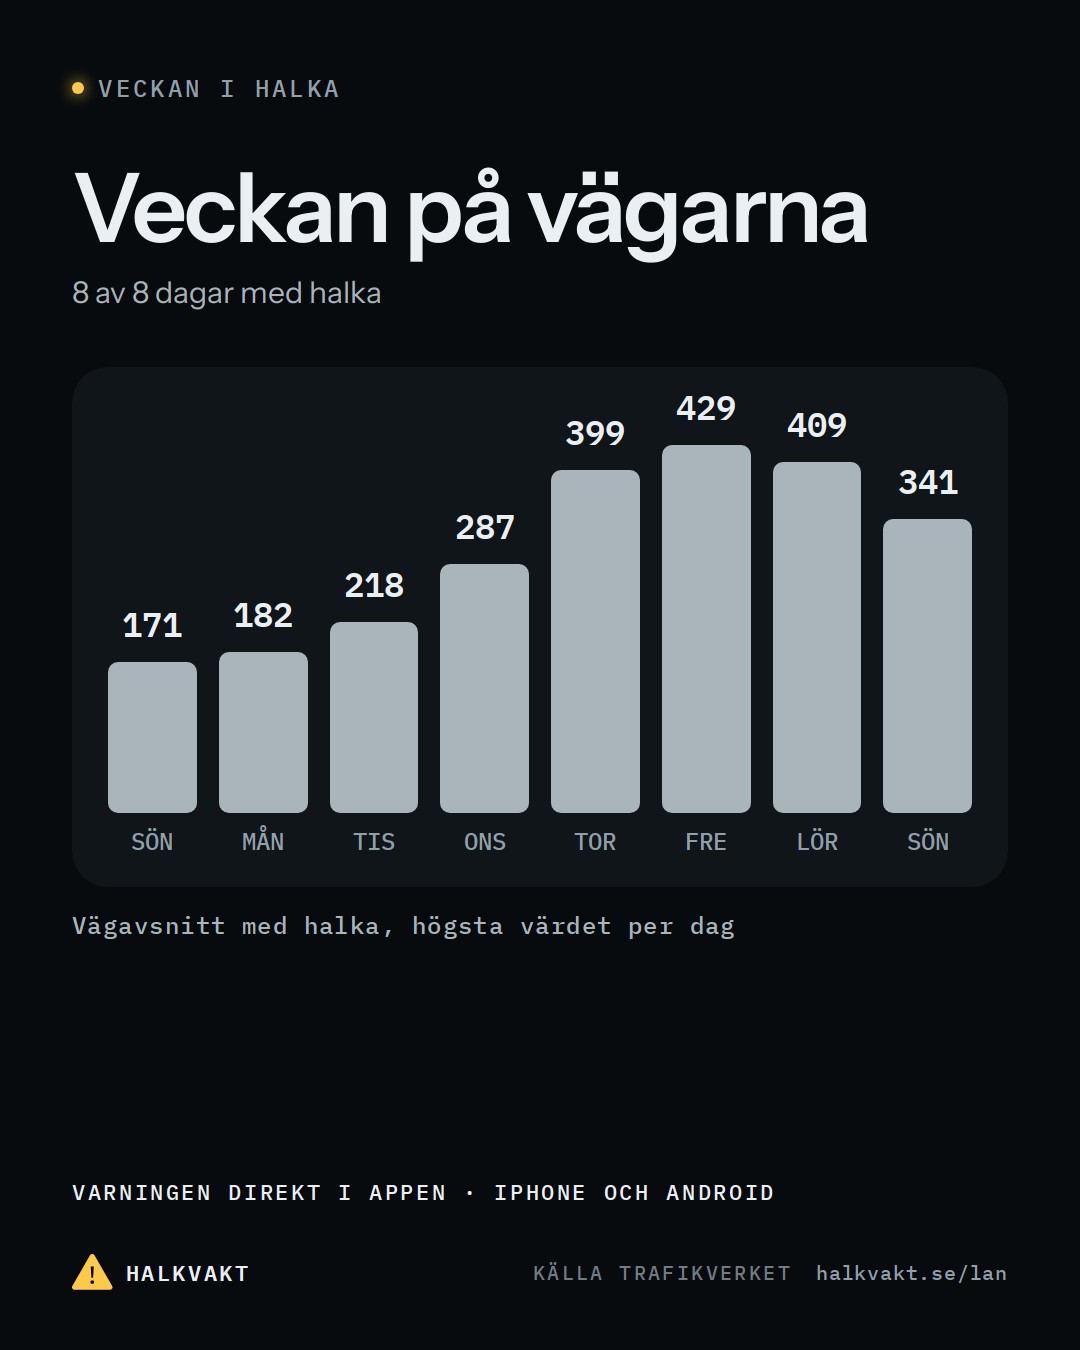 VECKAN I HALKA
Veckan på vägarna
8 av 8 dagar med halka
171 182 218 287 399 429 409 341
SÖN MÅN TIS ONS TOR FRE LÖR SÖN
Vägavsnitt med halka, högsta värdet per dag
VARNINGEN DIREKT I APPEN · IPHONE OCH ANDROID
! HALKVAKT KÄLLA TRAFIKVERKET halkvakt.se/lan